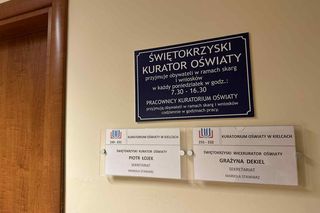 ŚWIĘTOKRZYSKI
KURATOR OŚWIATY
przyjmuje obywateli w ramach skarg
i wniosków
w każdy poniedziałek w godz.:
7.30 - 16.30
PRACOWNICY KURATORIUM OŚWIATY
przyjmują obywateli w ramach skarg i wniosków
codziennie w godzinach pracy.
KURATORIUM OŚWIATY W KIELCACH
ŚWIĘTOKRZYSKI KURATOR OŚWIATY
PIOTR ŁOJEK
SEKRETARIAT
KURATORIUM OŚWIATY W KIELCACH
ŚWIĘTOKRZYSKI WICEKURATOR OŚWIATY
GRAŻYNA DEKIEL
SEKRETARIAT